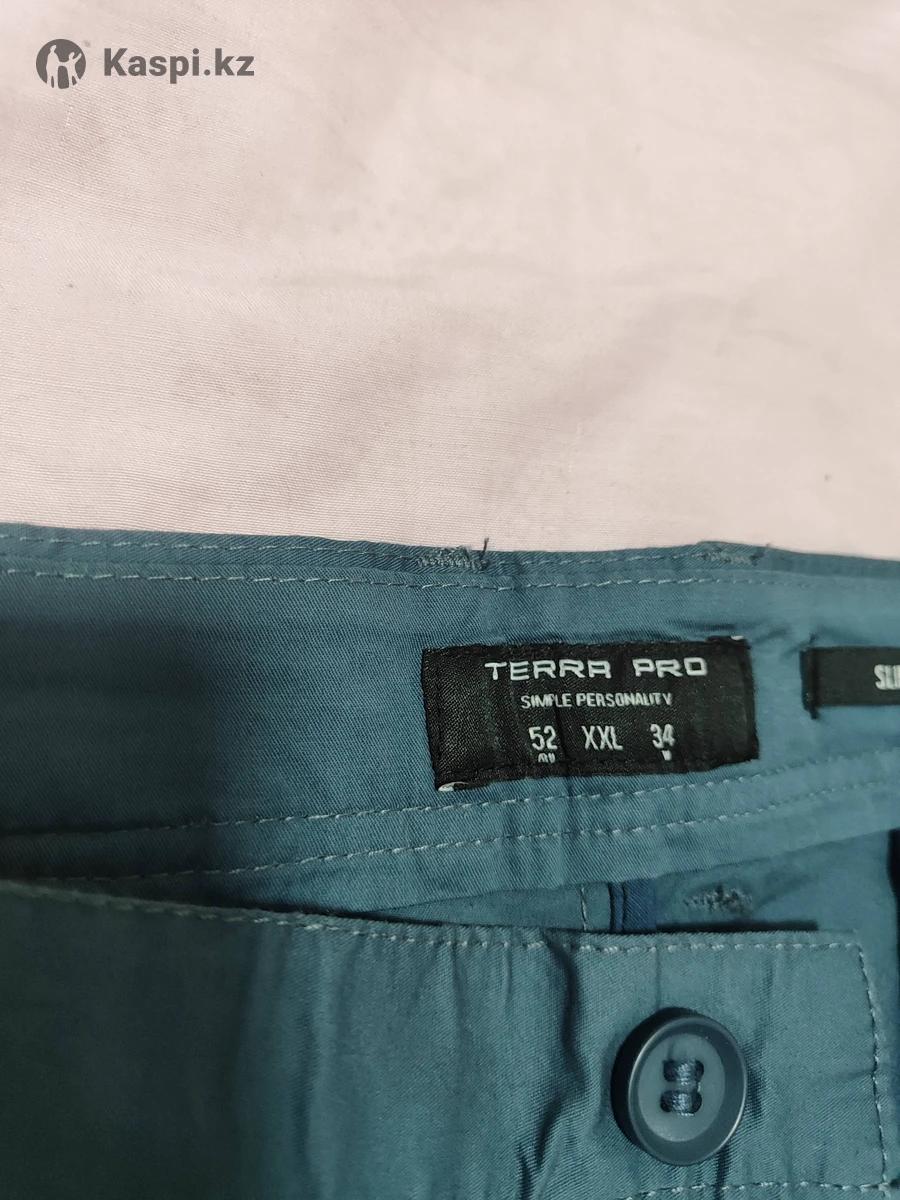 Kaspi.kz
TERRA PRO
SIMPLE PERSONALITY
52 XXL 34